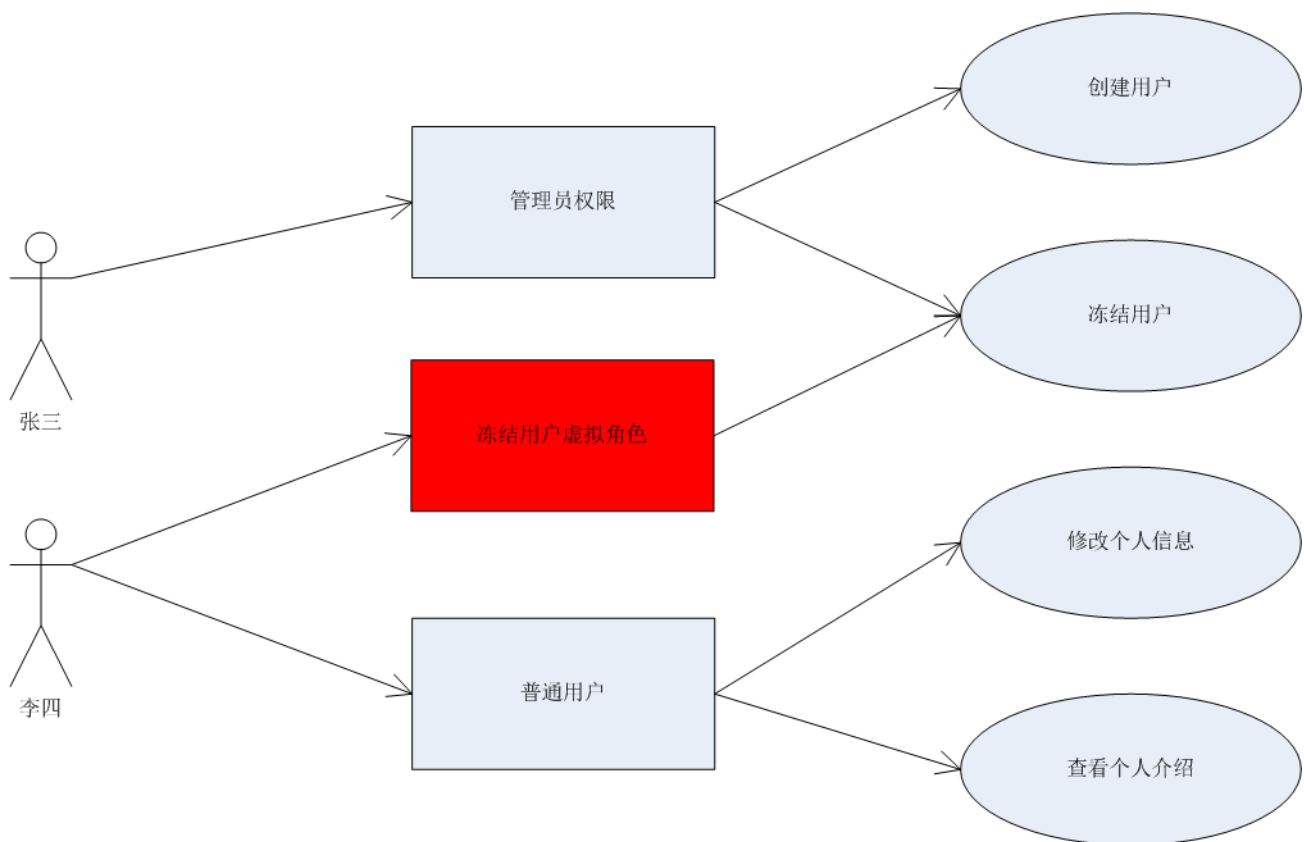 创建用户
管理员权限
冻结用户
张三
冻结用户虚拟角色
修改个人信息
普通用户
李四
查看个人介绍